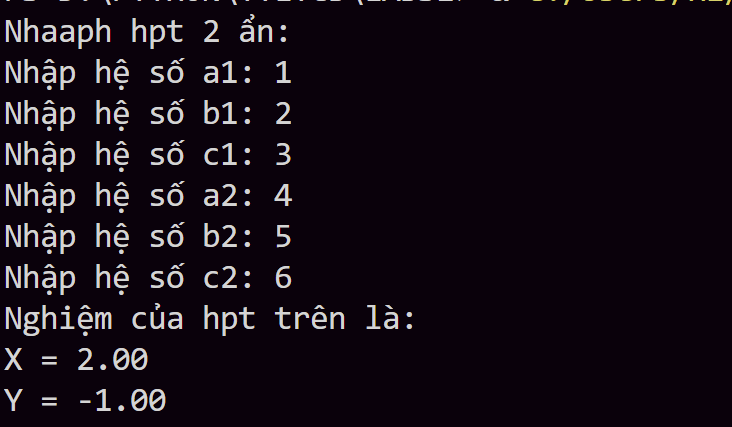 Nhaaph hpt 2 ẩn:
Nhập hệ số a1: 1
Nhập hệ số b1: 2
Nhập hệ số c1: 3
Nhập hệ số a2: 4
Nhập hệ số b2: 5
Nhập hệ số c2: 6
Nghiệm của hpt trên là:
X = 2.00
Y = -1.00